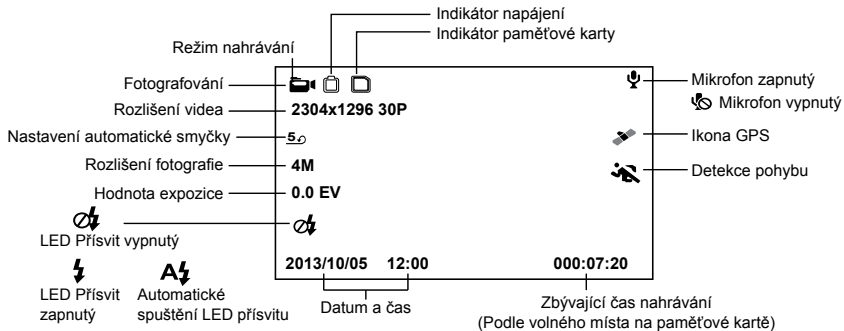 Indikátor napájení
Indikátor paměťové karty
Režim nahrávání
Fotografování
Mikrofon zapnutý
Mikrofon vypnutý
Rozlišení videa
2304x1296 30P
Nastavení automatické smyčky
5
Ikona GPS
Rozlišení fotografie
4M
Detekce pohybu
Hodnota expozice
0.0 EV
LED Přísvit vypnutý
2013/10/05 12:00
000:07:20
A
LED Přísvit
zapnutý
Automatické
spuštění LED přísvitu
Datum a čas
Zbývající čas nahrávání
(Podle volného místa na paměťové kartě)